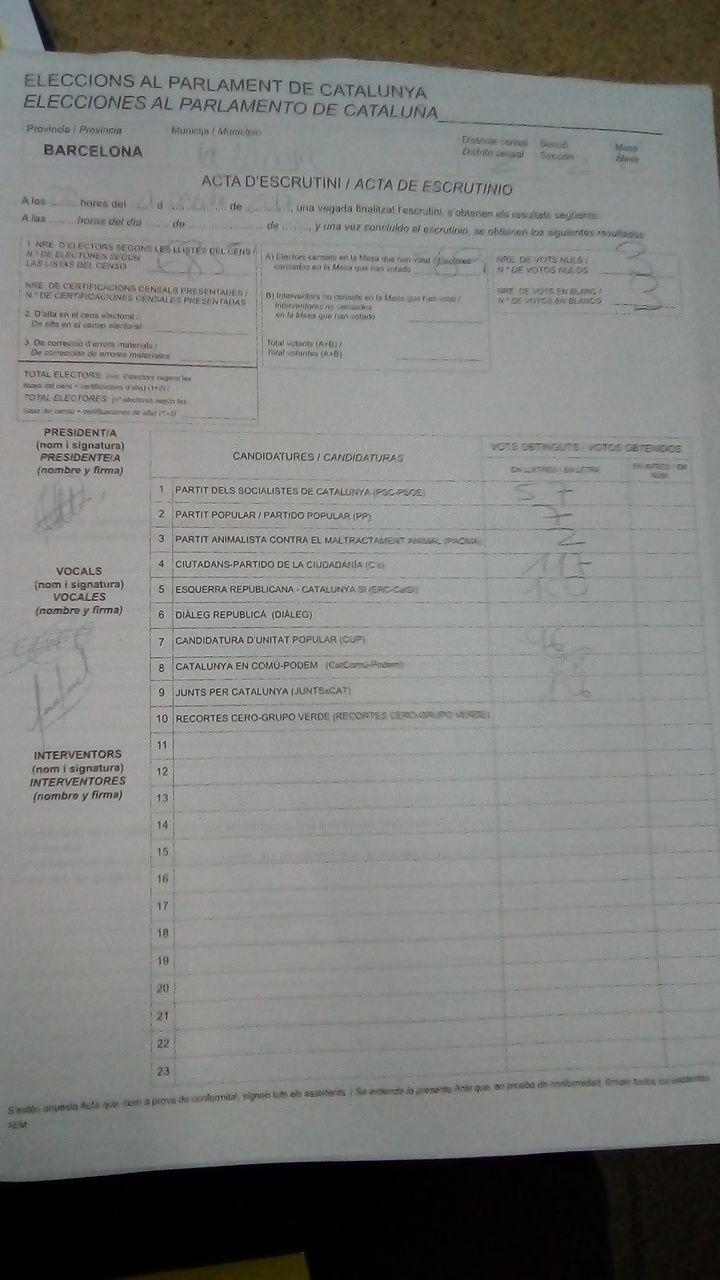 ELECCIONS AL PARLAMENT DE CATALUNYA
ELECCIONES AL PARLAMENTO DE CATALUÑA
Província / Provincia Municipi / Municipio
Districte censal Secció Mesa
Distrito censal Sección Mesa
BARCELONA
ACTA D'ESCRUTINI / ACTA DE ESCRUTINIO
A les ........ hores del ........ d ........ de ........, una vegada finalitzat l'escrutini, s'obtenen els resultats següents:
A las ........ horas del día ........ de ........ de ........, y una vez concluido el escrutinio, se obtienen los siguientes resultados
1. NRE. D'ELECTORS SEGONS LES LLISTES DEL CENS /
N.º DE ELECTORES SEGÚN
LAS LISTAS DEL CENSO
NRE. DE CERTIFICACIONS CENSALS PRESENTADES /
N.º DE CERTIFICACIONES CENSALES PRESENTADAS
2. D'alta en el cens electoral /
De alta en el censo electoral
3. De correcció d'errors materials /
De corrección de errores materiales
TOTAL ELECTORS: (nre. d'electors segons les
llistes del cens + certificacions d'alta) (1+2) /
TOTAL ELECTORES: (nº electores según las
listas del censo + certificaciones de alta) (1+2)
A) Electors censats en la Mesa que han votat / Electores
censados en la Mesa que han votado
B) Interventors no censats en la Mesa que han votat /
Interventores no censados
en la Mesa que han votado
Total votants (A+B) /
Total votantes (A+B)
NRE. DE VOTS NULS /
N.º DE VOTOS NULOS 3
NRE. DE VOTS EN BLANC /
N.º DE VOTOS EN BLANCO 3
PRESIDENT/A
(nom i signatura)
PRESIDENTE/A
(nombre y firma)
VOCALS
(nom i signatura)
VOCALES
(nombre y firma)
INTERVENTORS
(nom i signatura)
INTERVENTORES
(nombre y firma)
CANDIDATURES / CANDIDATURAS
VOTS OBTINGUTS / VOTOS OBTENIDOS
EN LLETRES / EN LETRA
EN XIFRES / EN NÚM.
1 PARTIT DELS SOCIALISTES DE CATALUNYA (PSC-PSOE) 57
2 PARTIT POPULAR / PARTIDO POPULAR (PP) 7
3 PARTIT ANIMALISTA CONTRA EL MALTRACTAMENT ANIMAL (PACMA) 2
4 CIUTADANS-PARTIDO DE LA CIUDADANÍA (C's) 115
5 ESQUERRA REPUBLICANA - CATALUNYA SÍ (ERC-CatSí)
6 DIÀLEG REPUBLICÀ (DIÀLEG)
7 CANDIDATURA D'UNITAT POPULAR (CUP)
8 CATALUNYA EN COMÚ-PODEM (CatComú-Podem)
9 JUNTS PER CATALUNYA (JUNTSxCAT)
10 RECORTES CERO-GRUPO VERDE (RECORTES CERO-GRUPO VERDE)
11
12
13
14
15
16
17
18
19
20
21
22
23
S'estén aquesta Acta que, com a prova de conformitat, signen tots els assistents. / Se extiende la presente Acta que, en prueba de conformidad, firman todos los asistentes
AEM